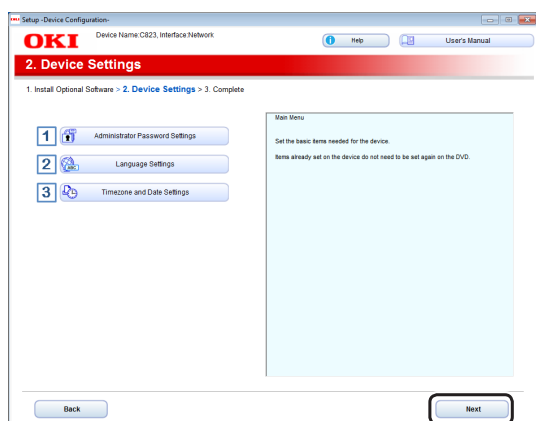 Setup -Device Configuration-
OKI
Device Name:C823, Interface:Network
Help
User's Manual
2. Device Settings
1. Install Optional Software > 2. Device Settings > 3. Complete
1 Administrator Password Settings
2 Language Settings
3 Timezone and Date Settings
Main Menu
Set the basic items needed for the device.
Items already set on the device do not need to be set again on the DVD.
Back
Next